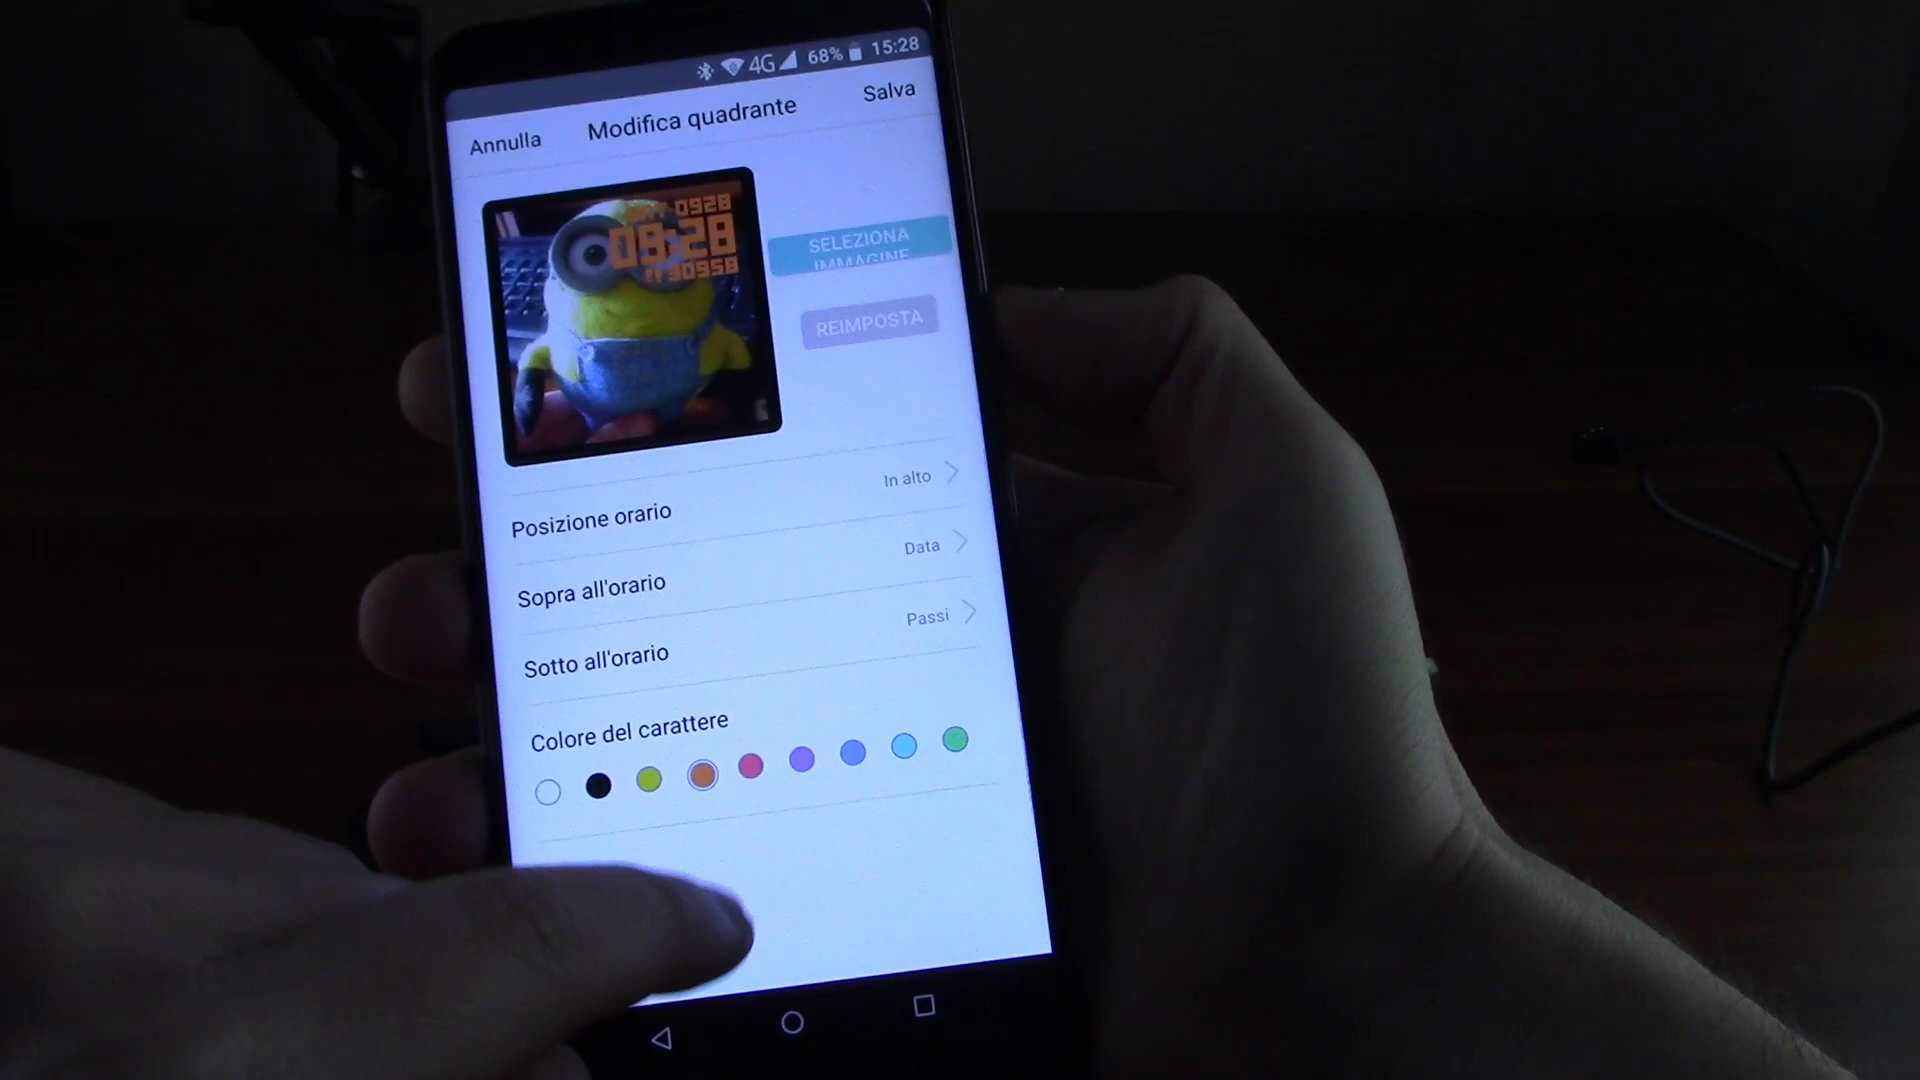 4G 68% 15:28
Annulla Modifica quadrante Salva
0928
09:28
30958
SELEZIONA
IMMAGINE
REIMPOSTA
Posizione orario In alto
Sopra all'orario Data
Sotto all'orario Passi
Colore del carattere